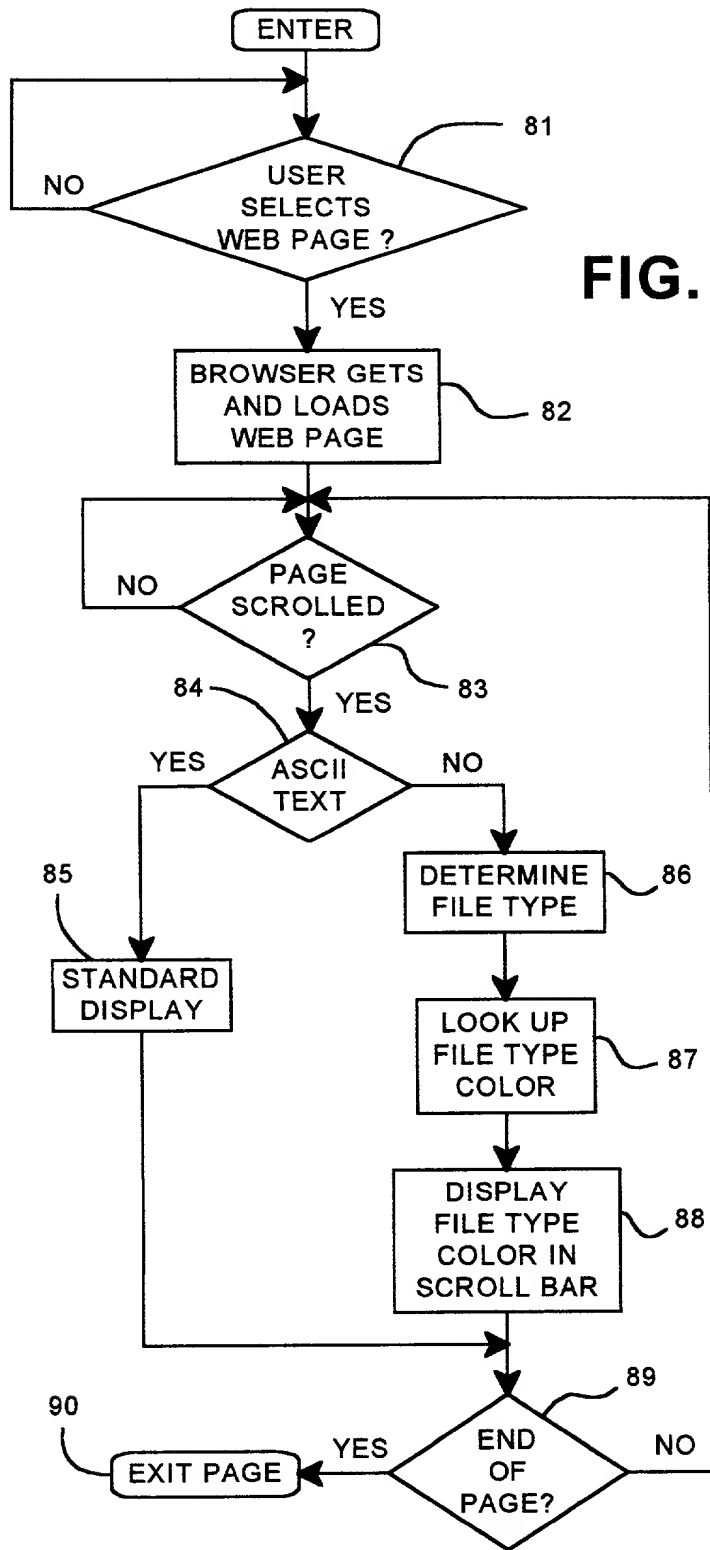 ENTER
81
NO
USER
SELECTS
WEB PAGE ?
FIG.
YES
BROWSER GETS
AND LOADS
WEB PAGE
82
NO
PAGE
SCROLLED
?
83
84
YES
YES
ASCII
TEXT
NO
85
DETERMINE
FILE TYPE
86
STANDARD
DISPLAY
LOOK UP
FILE TYPE
COLOR
87
DISPLAY
FILE TYPE
COLOR IN
SCROLL BAR
88
89
90
YES
END
OF
PAGE?
NO
EXIT PAGE